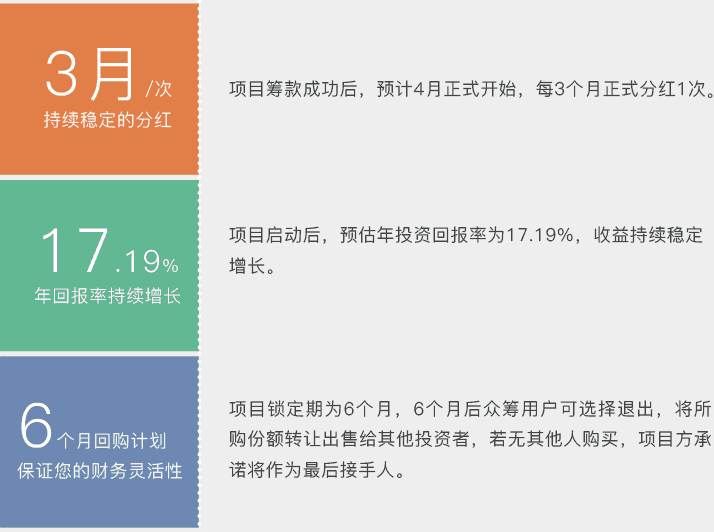 3月/次
持续稳定的分红
项目筹款成功后，预计4月正式开始，每3个月正式分红1次。
17.19%
年回报率持续增长
项目启动后，预估年投资回报率为17.19%，收益持续稳定
增长。
6个月回购计划
保证您的财务灵活性
项目锁定期为6个月，6个月后众筹用户可选择退出，将所
购份额转让出售给其他投资者，若无其他人购买，项目方承
诺将作为最后接手人。